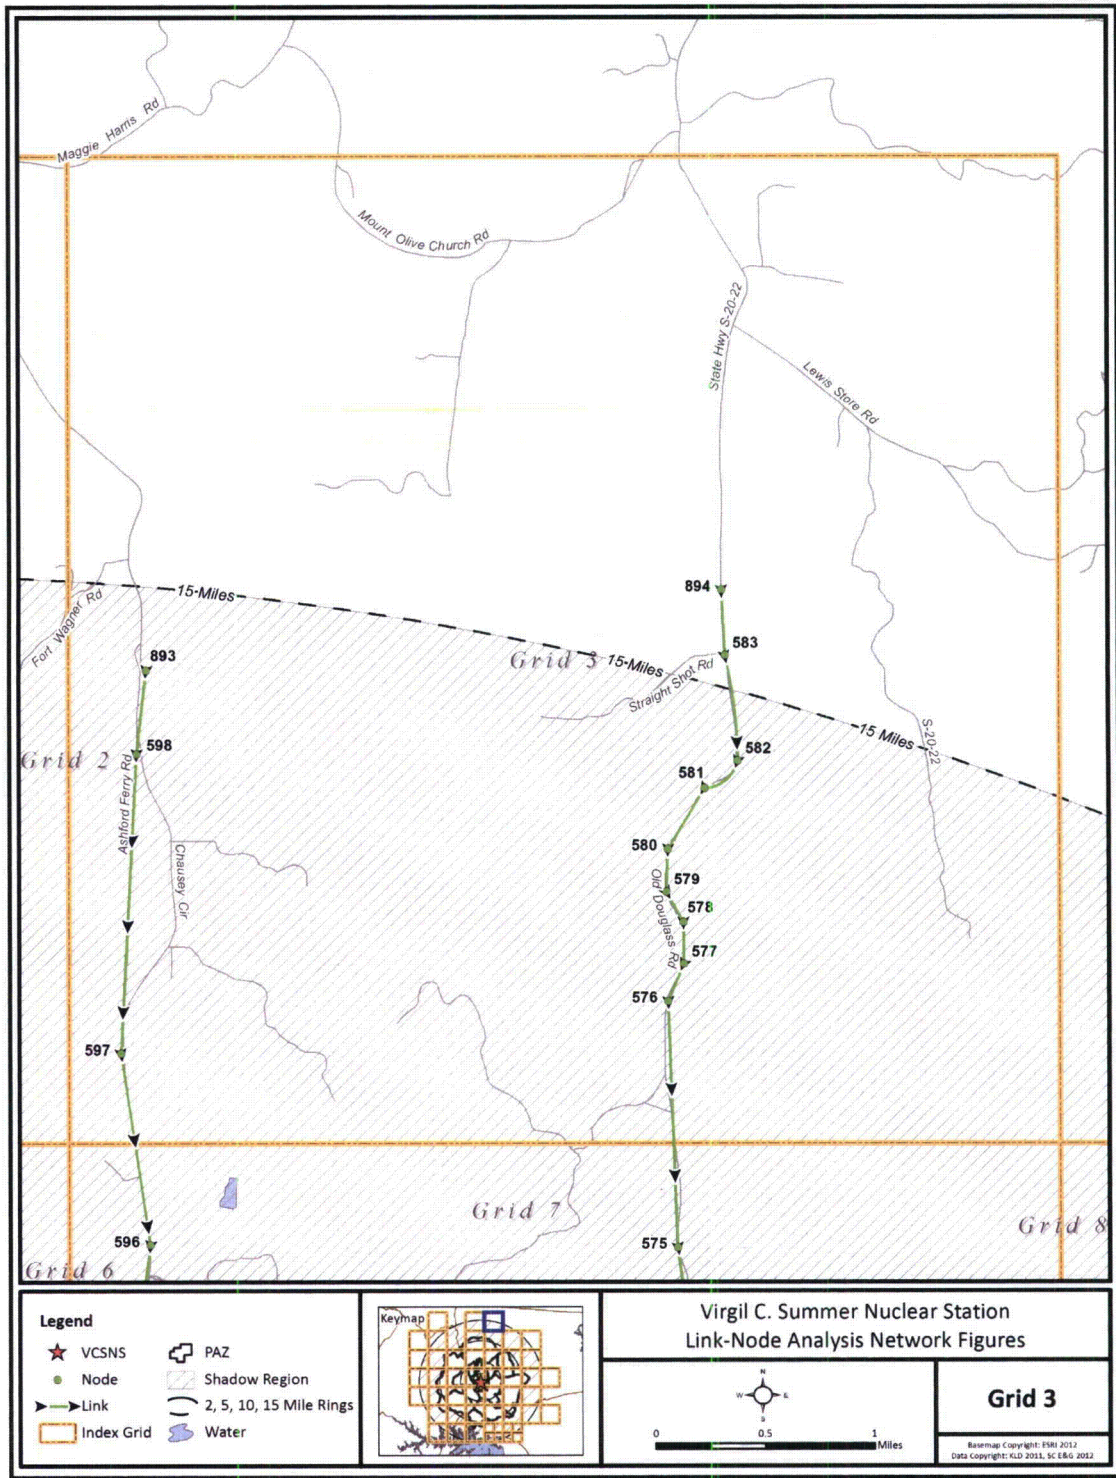 Maggie Harris Rd
Mount Olive Church Rd
State Hwy S-20-22
Lewis Store Rd
15-Miles
894
Fort Wagner Rd
583
893
Grid 3
15-Miles
Straight Shot Rd
S-20-22
15 Miles
598
Grid 2
582
581
Ashford Ferry Rd
580
Chausey Cir
579
Old Douglass Rd
578
577
576
597
Grid 7
Grid 8
596
575
Grid 6
Legend
VCSNS
PAZ
Node
Shadow Region
Link
2, 5, 10, 15 Mile Rings
Index Grid
Water
Keymap
Virgil C. Summer Nuclear Station
Link-Node Analysis Network Figures
N
W
E
S
0
0.5
1
Miles
Grid 3
Basemap Copyright: ESRI 2012
Data Copyright: KLD 2011, SC E&G 2012